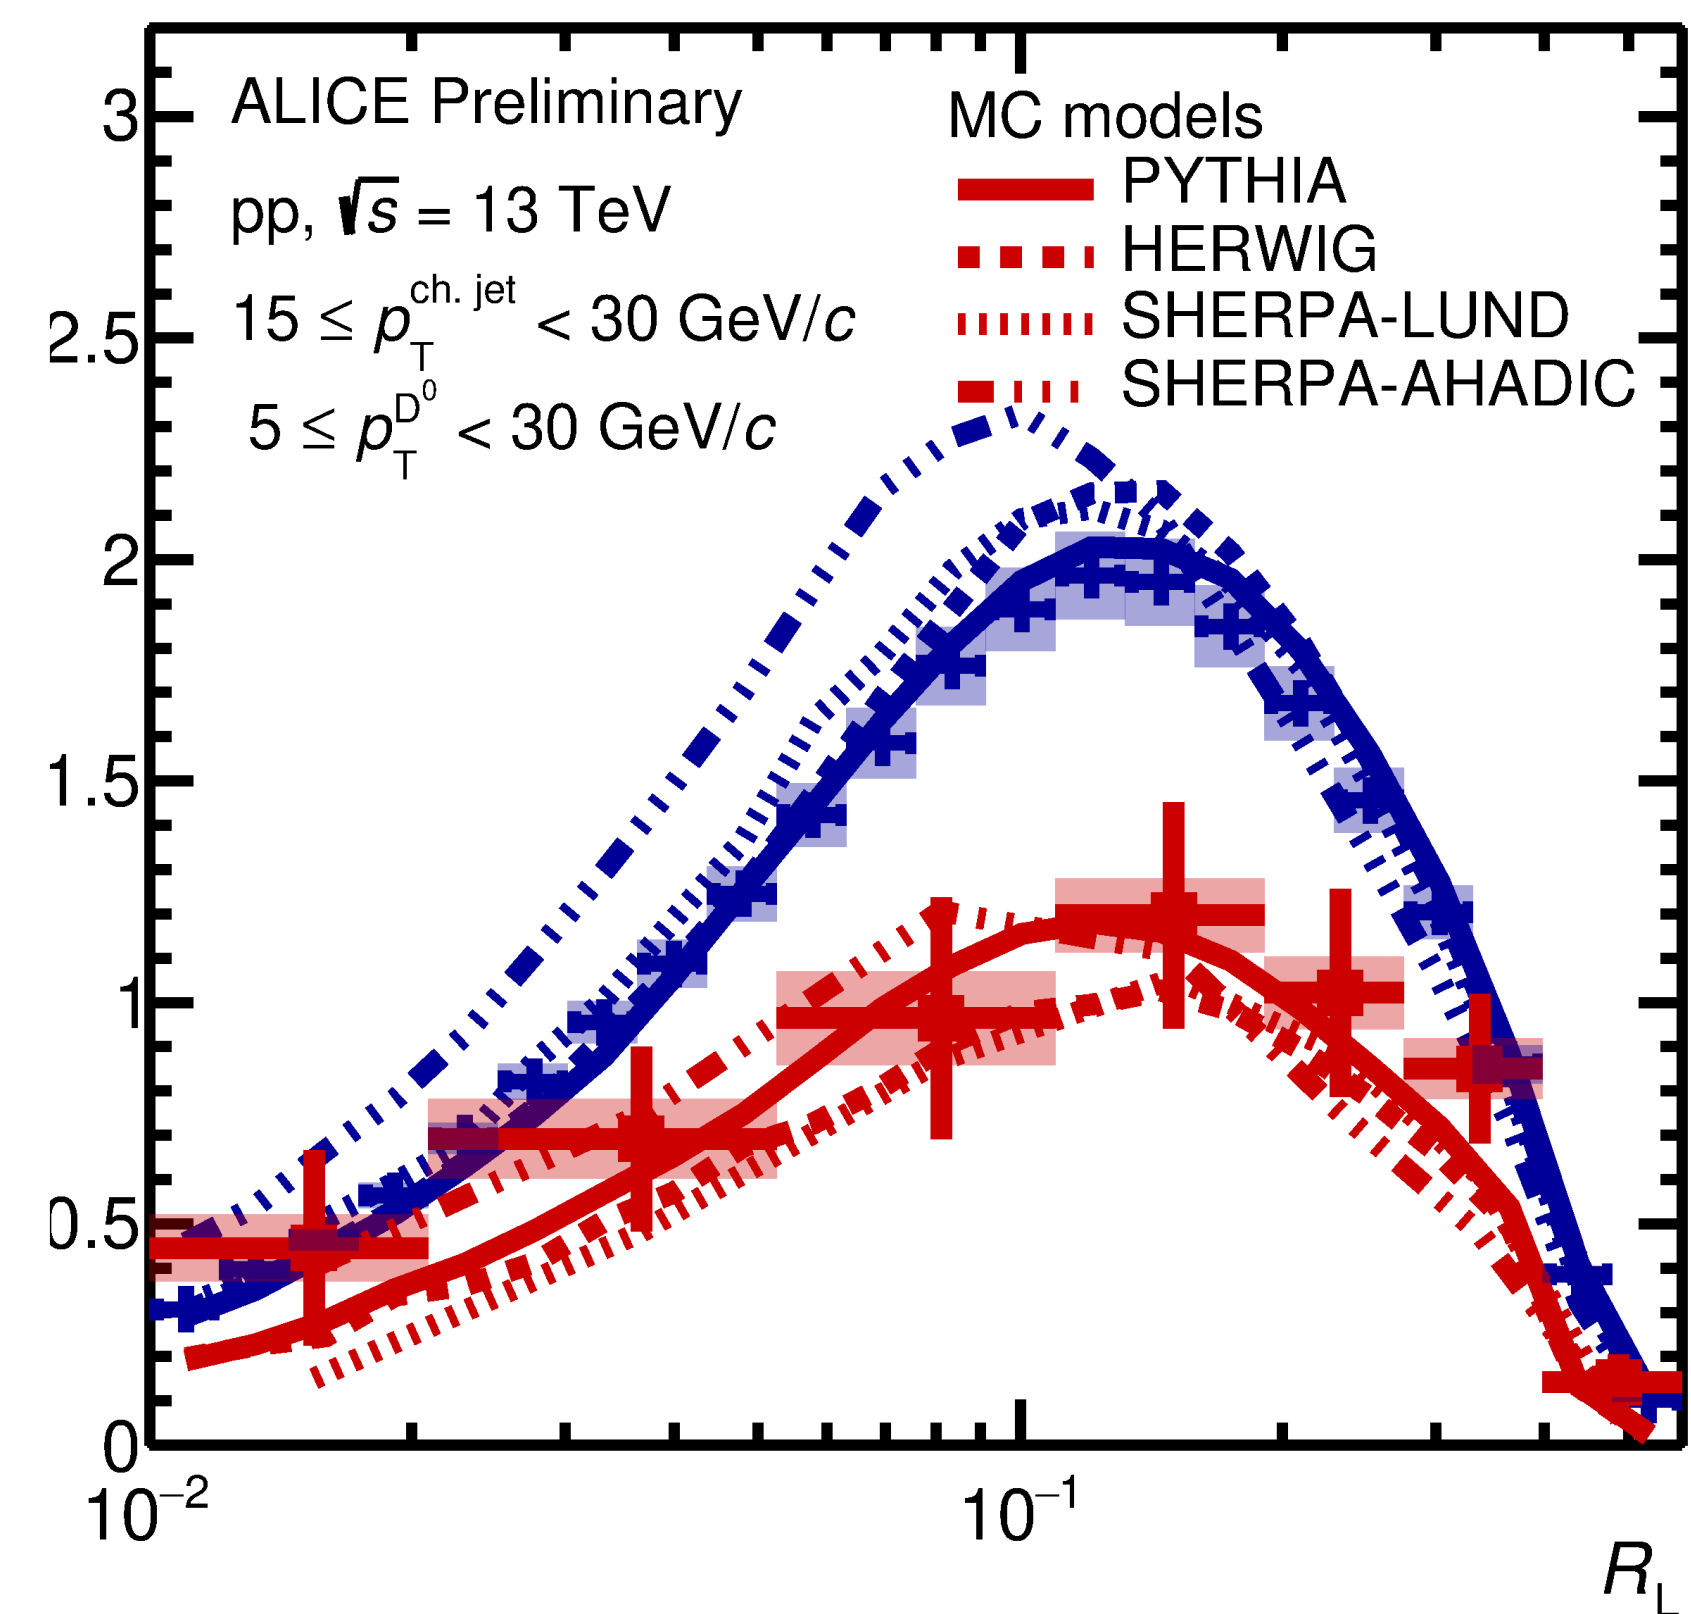 ALICE Preliminary
pp, √s = 13 TeV
15 ≤ p_T^{ch. jet} < 30 GeV/c
5 ≤ p_T^{D⁰} < 30 GeV/c
MC models
PYTHIA
HERWIG
SHERPA-LUND
SHERPA-AHADIC
3
2.5
2
1.5
1
0.5
0
10⁻²
10⁻¹
R_L